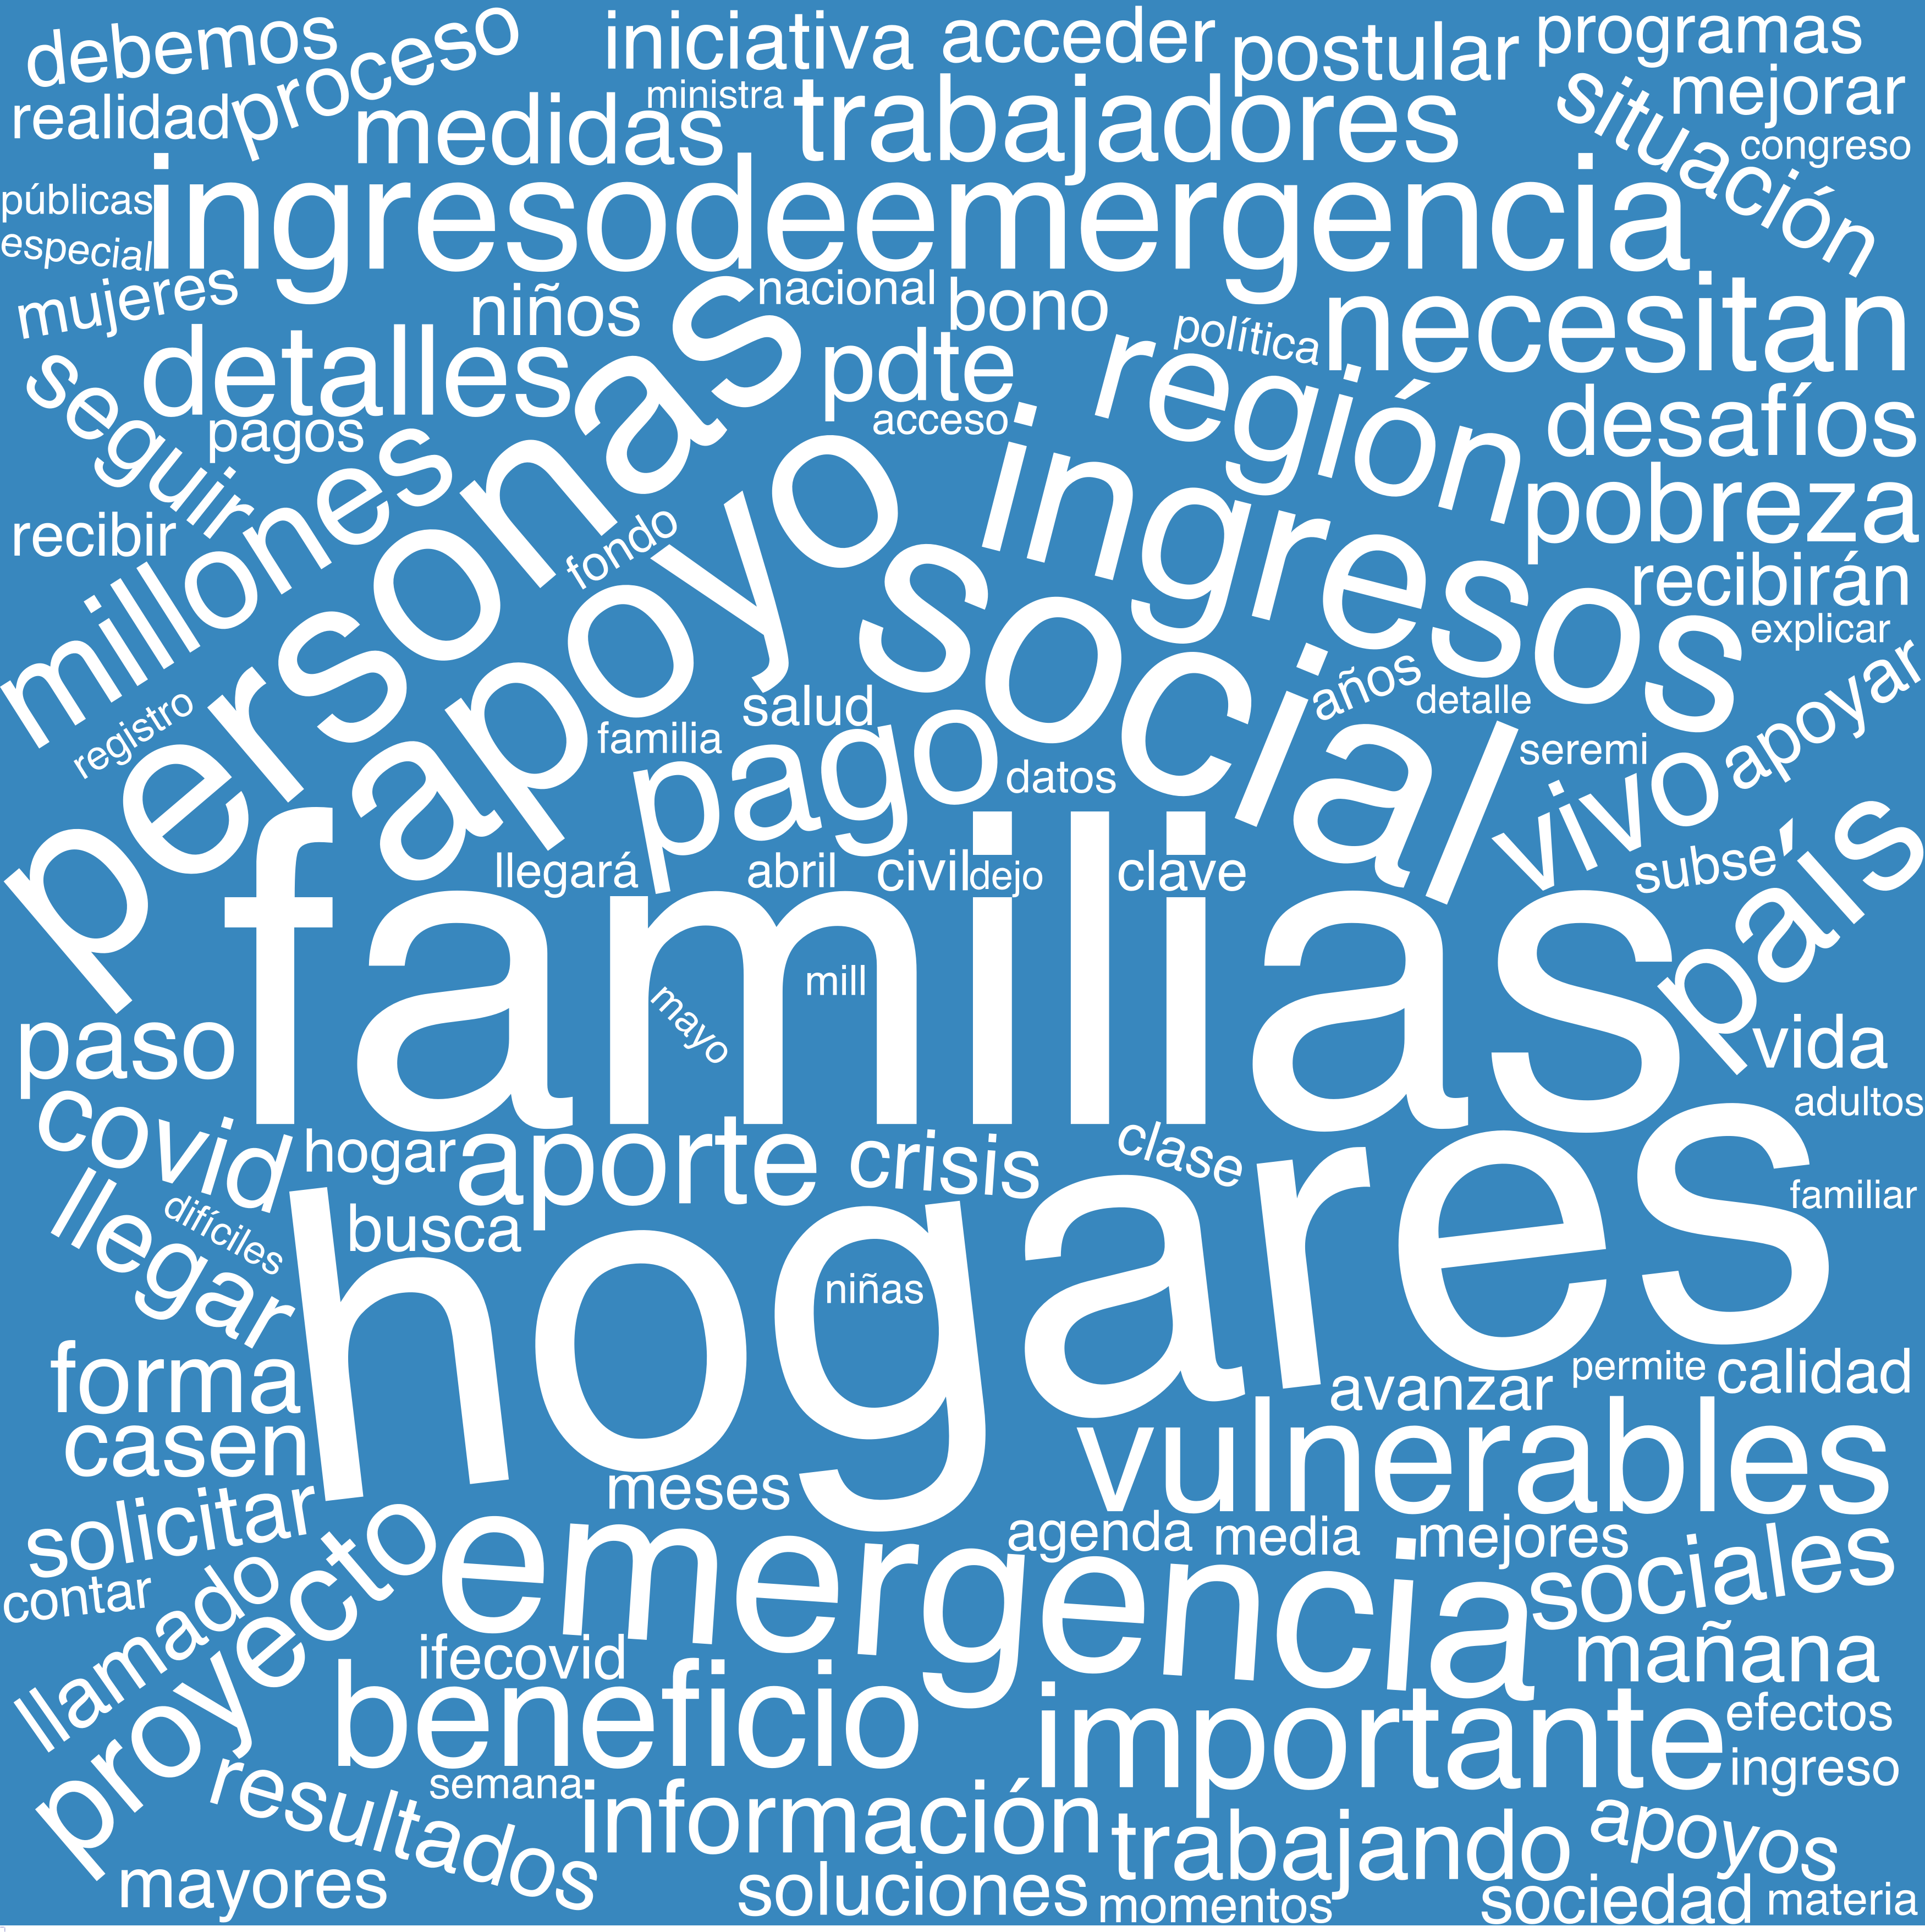 debemos
proceso
iniciativa
acceder
postular
programas
realidad
medidas
ministra
trabajadores
situación
mejorar
congreso
públicas
ingresodeemergencia
especial
mujeres
niños
nacional
bono
política
necesitan
detalles
personas
pdte
región
desafíos
seguir
pagos
acceso
ingresos
pobreza
recibir
millones
fondo
apoyo
social
recibirán
explicar
registro
familia
salud
pago
datos
años
detalle
seremi
vivo
apoyar
llegará
abril
civil
dejo
clave
subse
país
familias
mill
mayo
paso
vida
covid
adultos
hogar
aporte
crisis
clase
llegar
difíciles
busca
hogares
familiar
niñas
forma
avanzar
permite
calidad
casen
meses
vulnerables
solicitar
agenda
media
mejores
contar
emergencia
sociales
llamado
proyecto
ifecovid
mañana
beneficio
importante
efectos
resultados
semana
ingreso
información
trabajando
apoyos
mayores
soluciones
momentos
sociedad
materia